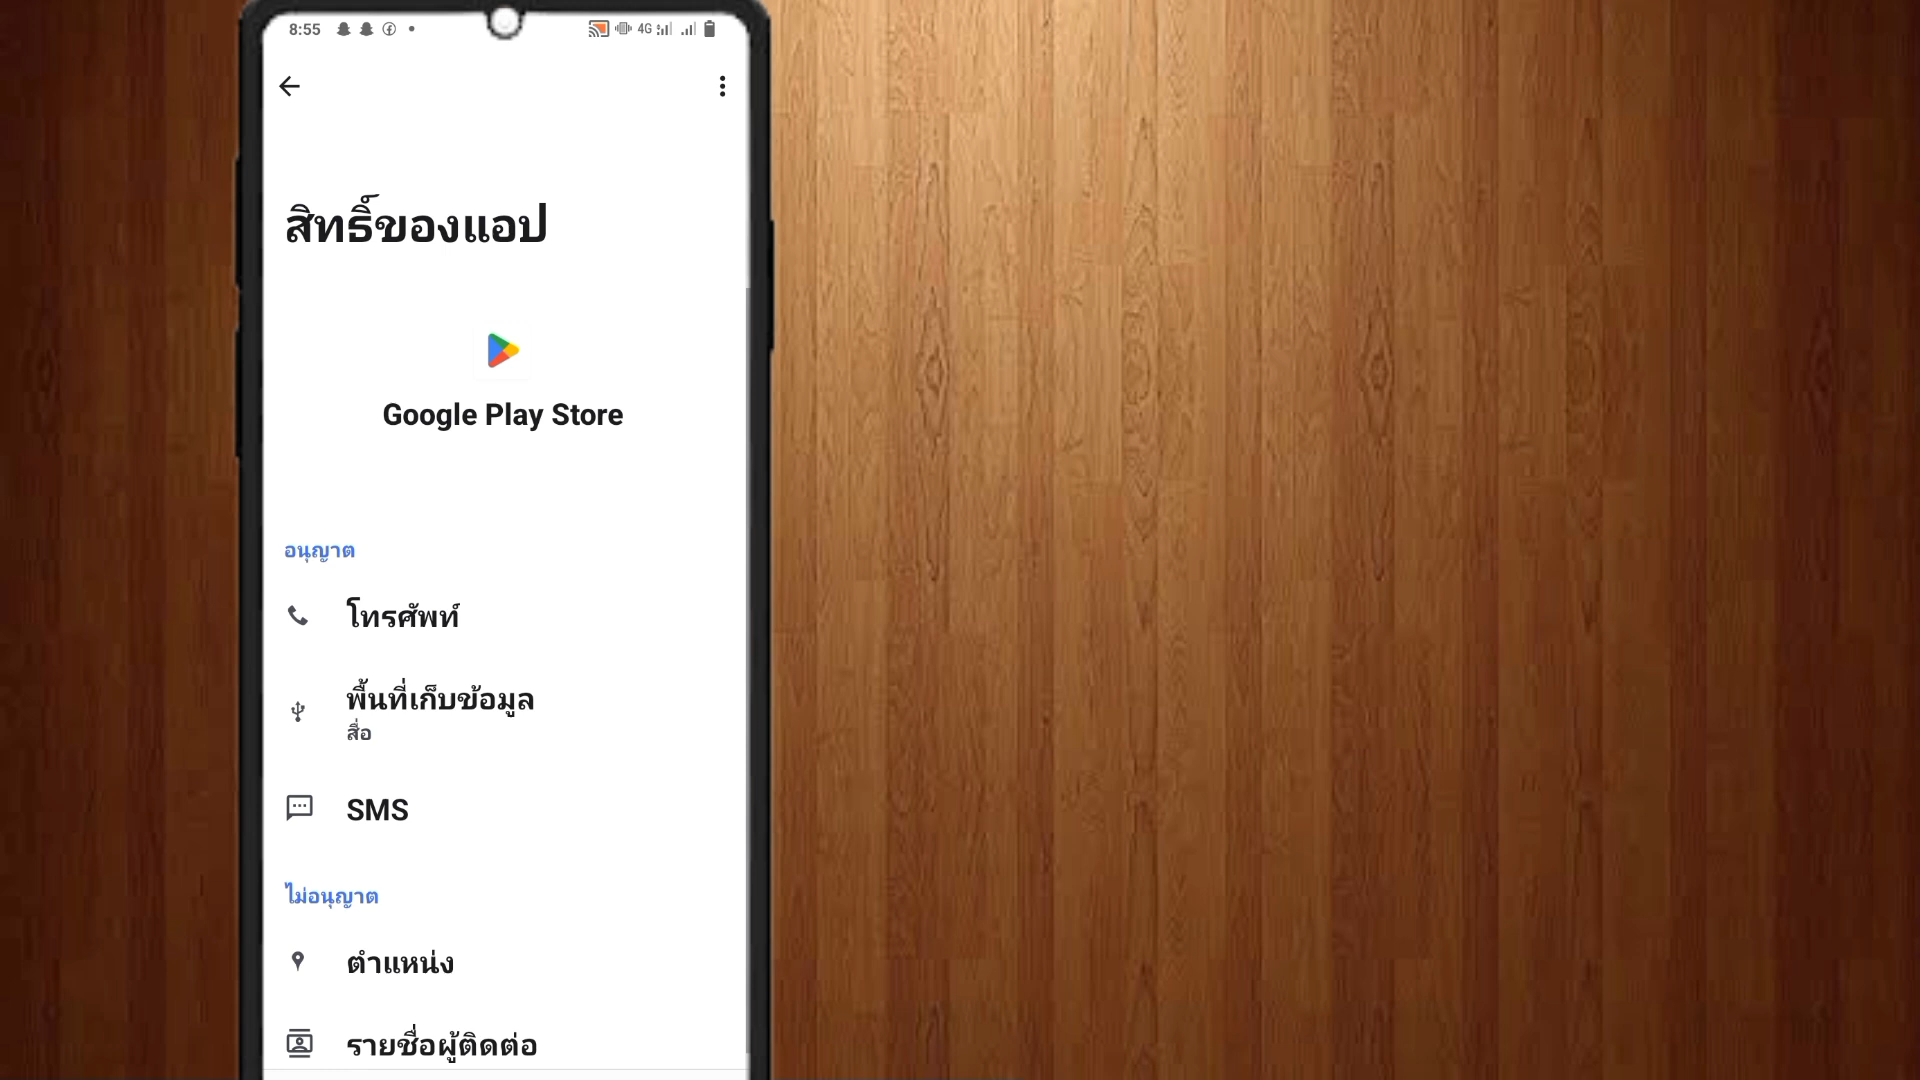 8:55
4G
สิทธิ์ของแอป
Google Play Store
อนุญาต
โทรศัพท์
พื้นที่เก็บข้อมูล
สื่อ
SMS
ไม่อนุญาต
ตำแหน่ง
รายชื่อผู้ติดต่อ